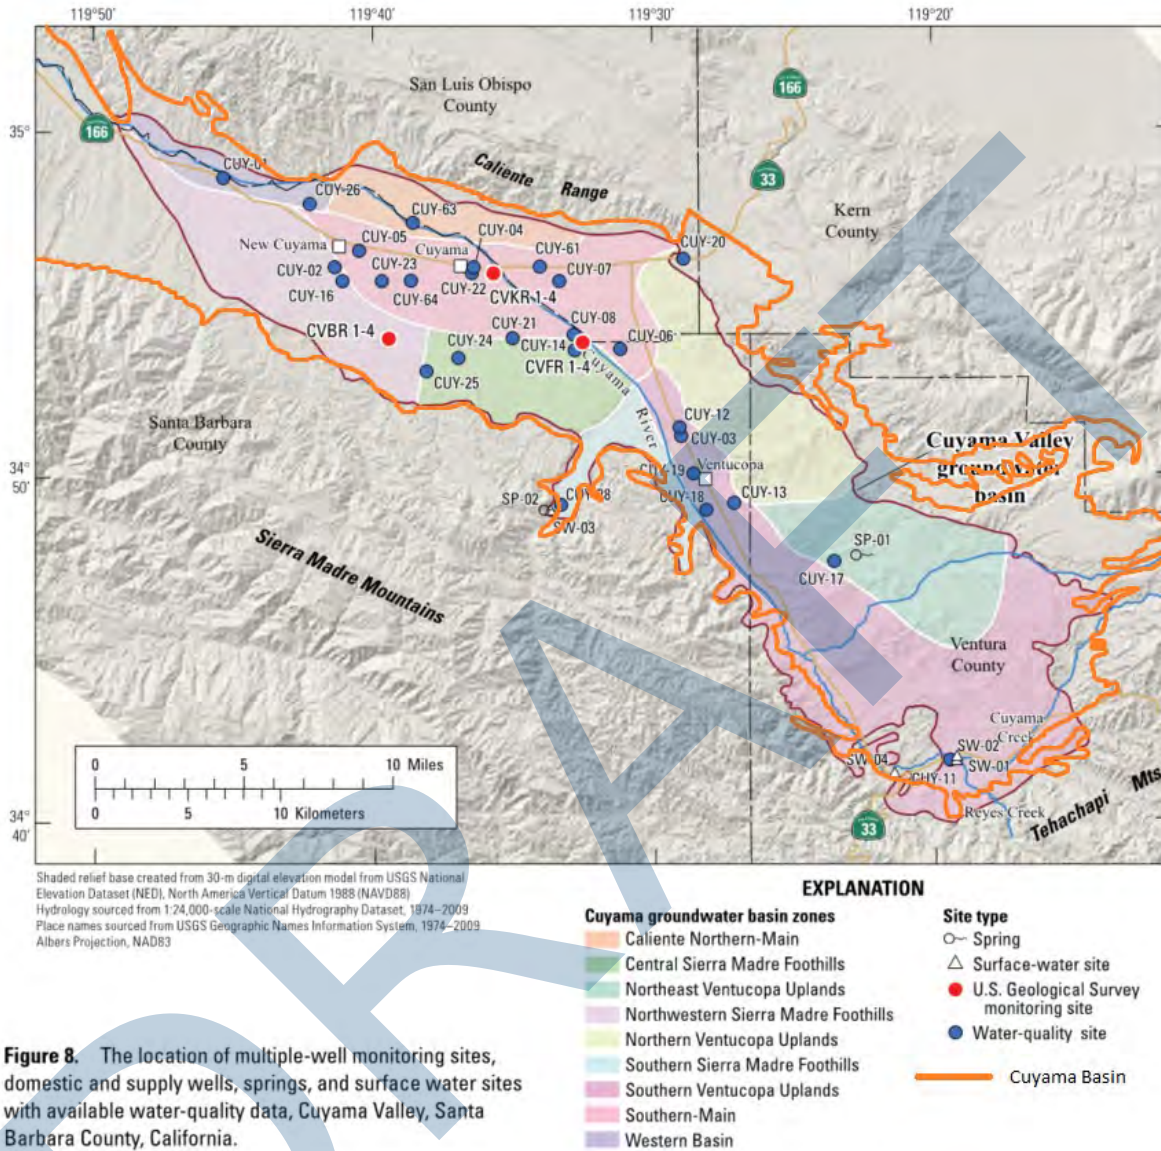 119°50'
119°40'
119°30'
119°20'
San Luis Obispo
County
166
35°
166
Caliente Range
33
Kern
County
CUY-01
CUY-26
CUY-63
CUY-04
CUY-20
New Cuyama
CUY-05
Cuyama
CUY-61
CUY-02
CUY-23
CUY-07
CUY-16
CUY-64
CUY-22
CVKR 1-4
CUY-08
CVBR 1-4
CUY-24
CUY-21
CUY-14
CUY-06
CVFR 1-4
CUY-25
Cuyama
River
Santa Barbara
County
CUY-12
CUY-03
Cuyama Valley
groundwater
basin
34°
50'
CUY-19
Ventucopa
SP-02
CUY-28
CUY-18
CUY-13
SW-03
SP-01
Sierra Madre Mountains
CUY-17
Ventura
County
Cuyama
Creek
SW-02
SW-04
SW-01
CUY-11
Reyes Creek
Tehachapi Mts
33
0 5 10 Miles
0 5 10 Kilometers
34°
40'
Shaded relief base created from 30-m digital elevation model from USGS National
Elevation Dataset (NED), North America Vertical Datum 1988 (NAVD88)
Hydrology sourced from 1:24,000-scale National Hydrography Dataset, 1974–2009
Place names sourced from USGS Geographic Names Information System, 1974–2009
Albers Projection, NAD83
EXPLANATION
Cuyama groundwater basin zones
Caliente Northern-Main
Central Sierra Madre Foothills
Northeast Ventucopa Uplands
Northwestern Sierra Madre Foothills
Northern Ventucopa Uplands
Southern Sierra Madre Foothills
Southern Ventucopa Uplands
Southern-Main
Western Basin
Site type
Spring
Surface-water site
U.S. Geological Survey
monitoring site
Water-quality site
Cuyama Basin
Figure 8. The location of multiple-well monitoring sites,
domestic and supply wells, springs, and surface water sites
with available water-quality data, Cuyama Valley, Santa
Barbara County, California.
DRAFT